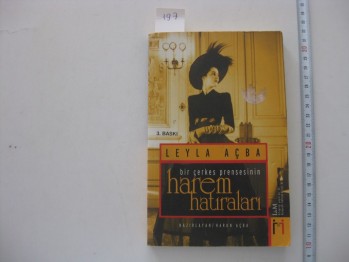 197
3. BASKI
LEYLA AÇBA
bir çerkes prensesinin
harem
hatıraları
HAZIRLAYAN: HARUN AÇBA
L&M